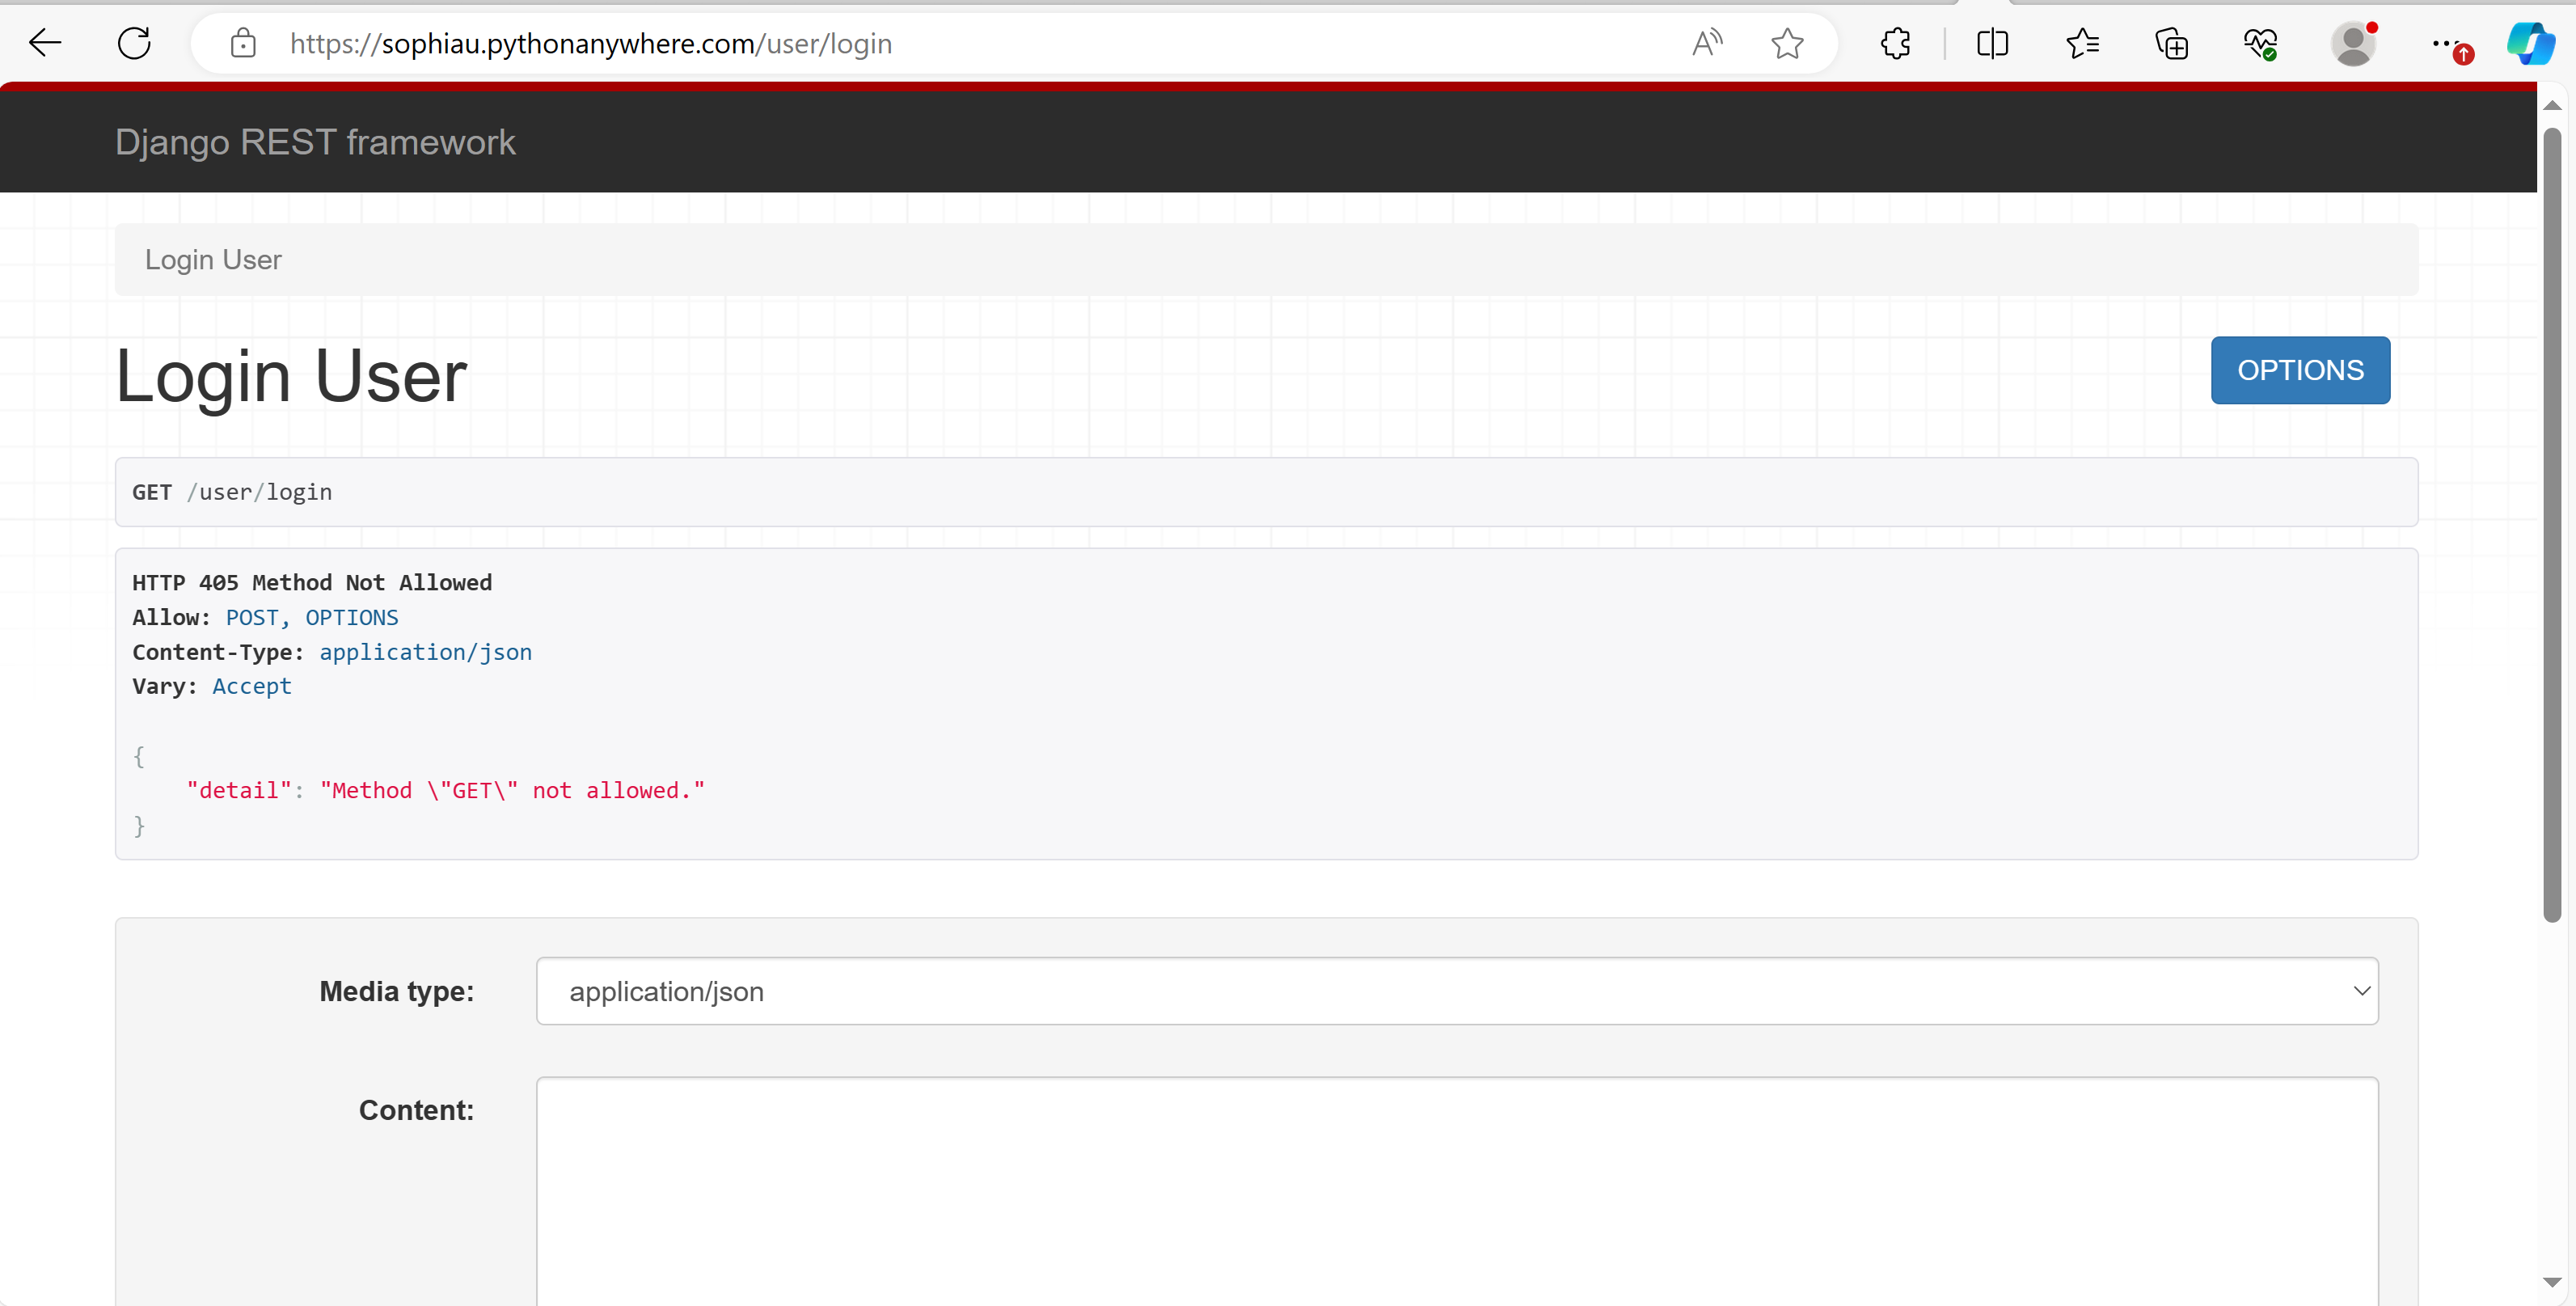 https://sophiau.pythonanywhere.com/user/login
Django REST framework
Login User
Login User
OPTIONS
GET /user/login
HTTP 405 Method Not Allowed
Allow: POST, OPTIONS
Content-Type: application/json
Vary: Accept
{
"detail": "Method \"GET\" not allowed."
}
Media type:
application/json
Content: